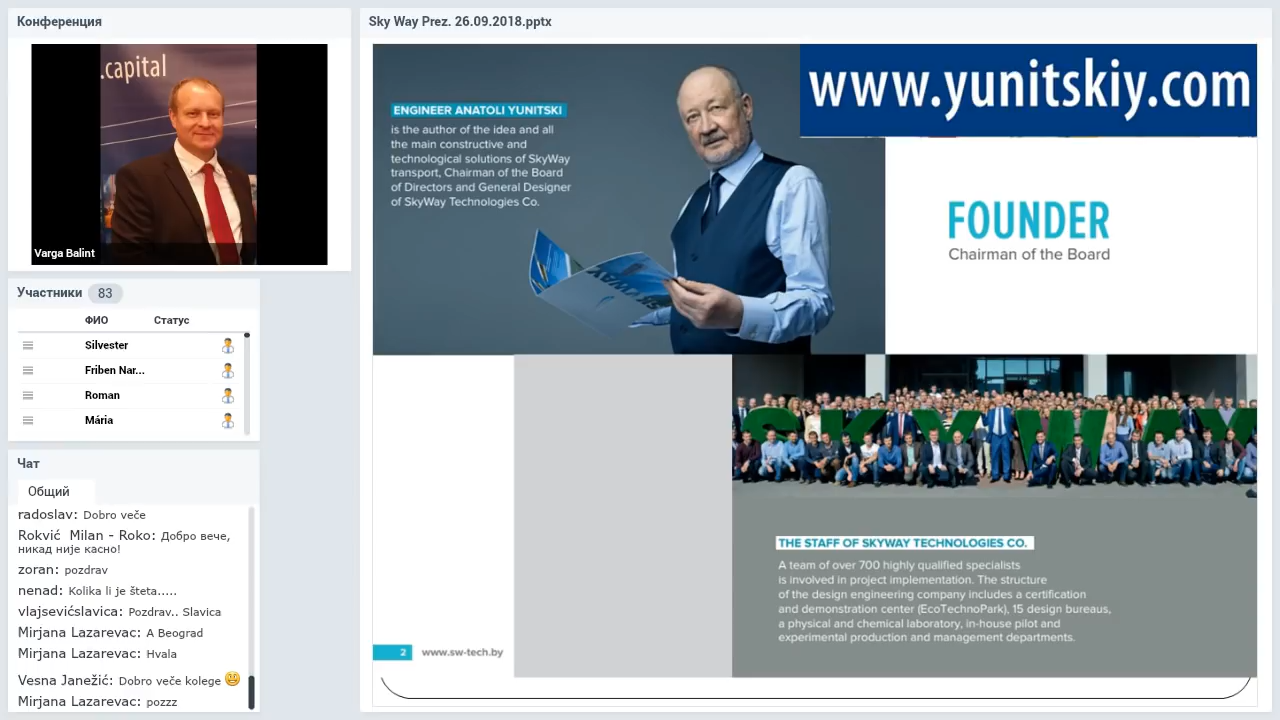 Конференция
.capital
Varga Balint
Участники 83
ФИО Статус
Silvester
Friben Nar...
Roman
Mária
Чат
Общий
radoslav: Dobro veče
Rokvić Milan - Roko: Добро вече,
никад није касно!
zoran: pozdrav
nenad: Kolika li je šteta.....
vlajsevićslavica: Pozdrav.. Slavica
Mirjana Lazarevac: A Beograd
Mirjana Lazarevac: Hvala
Vesna Janežić: Dobro veče kolege
Mirjana Lazarevac: pozzz
Sky Way Prez. 26.09.2018.pptx
ENGINEER ANATOLI YUNITSKI
is the author of the idea and all
the main constructive and
technological solutions of SkyWay
transport, Chairman of the Board
of Directors and General Designer
of SkyWay Technologies Co.
www.yunitskiy.com
FOUNDER
Chairman of the Board
SKYWAY
SKYWAY
THE STAFF OF SKYWAY TECHNOLOGIES CO.
A team of over 700 highly qualified specialists
is involved in project implementation. The structure
of the design engineering company includes a certification
and demonstration center (EcoTechnoPark), 15 design bureaus,
a physical and chemical laboratory, in-house pilot and
experimental production and management departments.
2 www.sw-tech.by